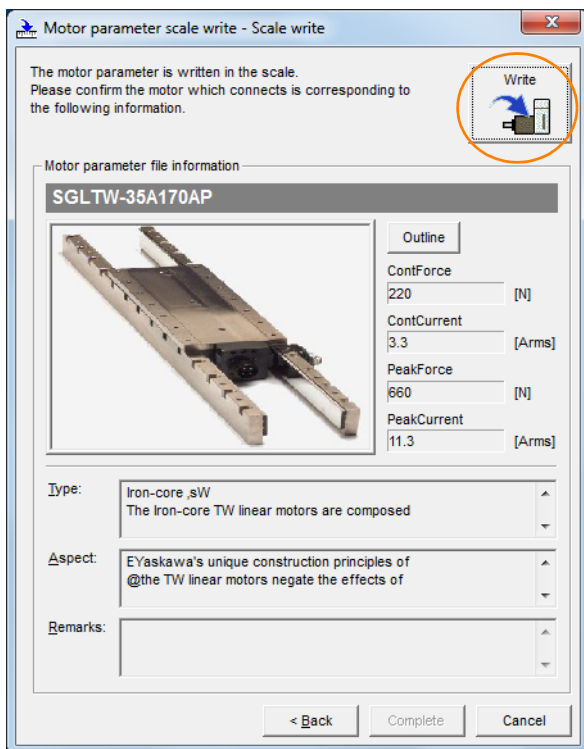 Motor parameter scale write - Scale write
The motor parameter is written in the scale.
Please confirm the motor which connects is corresponding to
the following information.
Write
Motor parameter file information
SGLTW-35A170AP
Outline
ContForce
220 [N]
ContCurrent
3.3 [Arms]
PeakForce
660 [N]
PeakCurrent
11.3 [Arms]
Type:
Iron-core ,sW
The Iron-core TW linear motors are composed
Aspect:
EYaskawa's unique construction principles of
@the TW linear motors negate the effects of
Remarks:
< Back Complete Cancel